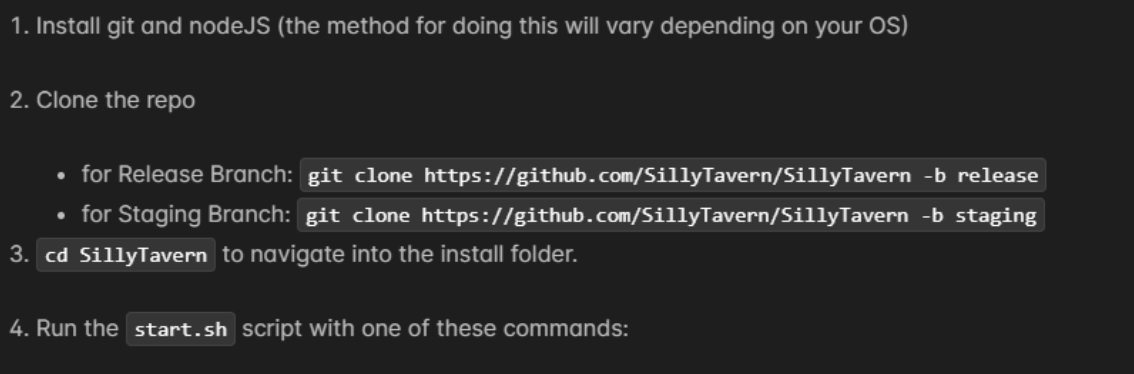 1. Install git and nodeJS (the method for doing this will vary depending on your OS)
2. Clone the repo
• for Release Branch: git clone https://github.com/SillyTavern/SillyTavern -b release
• for Staging Branch: git clone https://github.com/SillyTavern/SillyTavern -b staging
3. cd SillyTavern to navigate into the install folder.
4. Run the start.sh script with one of these commands: